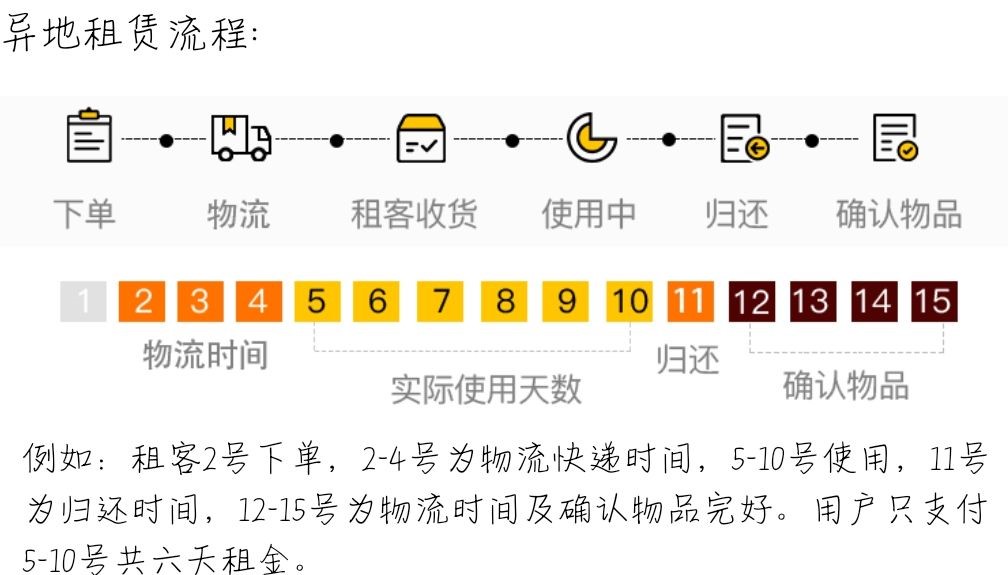 异地租赁流程:
下单 物流 租客收货 使用中 归还 确认物品
1 2 3 4 5 6 7 8 9 10 11 12 13 14 15
物流时间 实际使用天数 归还 确认物品
例如：租客2号下单，2-4号为物流快递时间，5-10号使用，11号
为归还时间，12-15号为物流时间及确认物品完好。用户只支付
5-10号共六天租金。